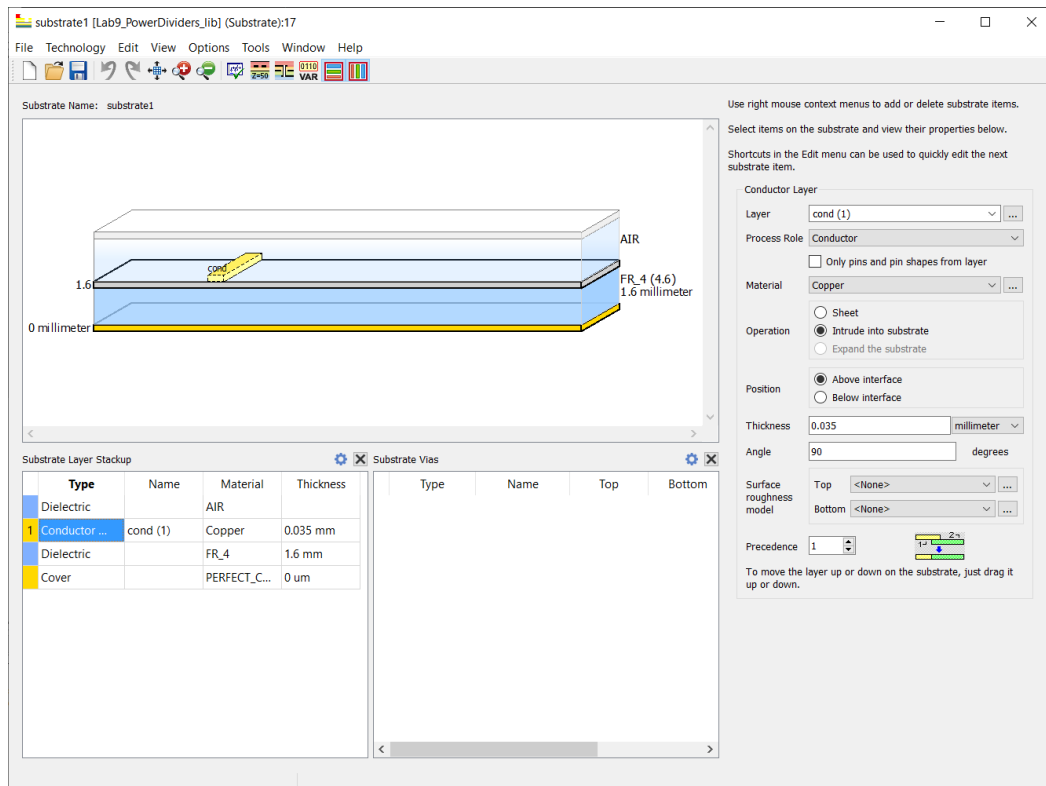 substrate1 [Lab9_PowerDividers_lib] (Substrate):17
File Technology Edit View Options Tools Window Help
Z=50
0110
VAR
Substrate Name: substrate1
AIR
cond
1.6
FR_4 (4.6)
1.6 millimeter
0 millimeter
Use right mouse context menus to add or delete substrate items.
Select items on the substrate and view their properties below.
Shortcuts in the Edit menu can be used to quickly edit the next
substrate item.
Conductor Layer
Layer cond (1) ...
Process Role Conductor
Only pins and pin shapes from layer
Material Copper ...
Operation
Sheet
Intrude into substrate
Expand the substrate
Position
Above interface
Below interface
Thickness 0.035 millimeter
Angle 90 degrees
Surface
roughness
model
Top <None> ...
Bottom <None> ...
Precedence 1
1 2
To move the layer up or down on the substrate, just drag it
up or down.
Substrate Layer Stackup
Type Name Material Thickness
Dielectric AIR
1 Conductor ... cond (1) Copper 0.035 mm
Dielectric FR_4 1.6 mm
Cover PERFECT_C... 0 um
Substrate Vias
Type Name Top Bottom